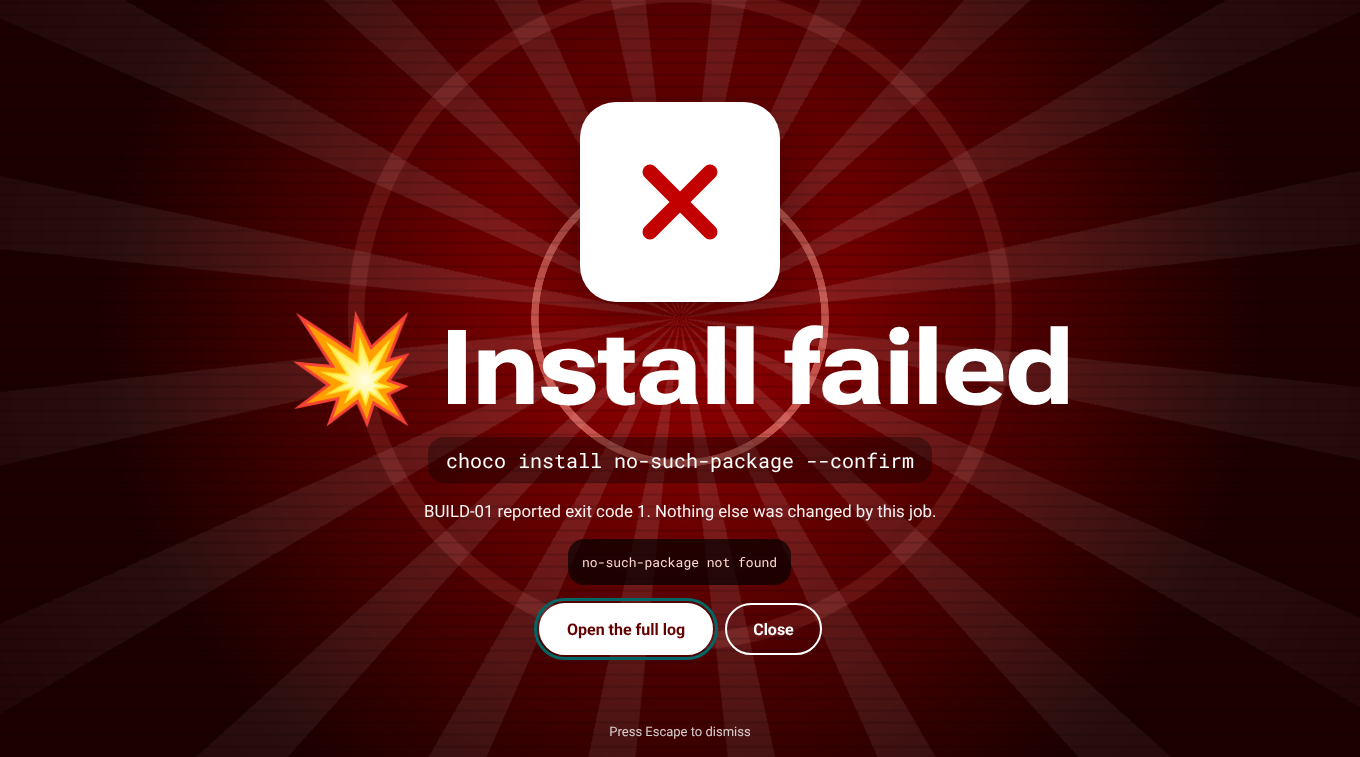 💥 Install failed
choco install no-such-package --confirm
BUILD-01 reported exit code 1. Nothing else was changed by this job.
no-such-package not found
Open the full log
Close
Press Escape to dismiss